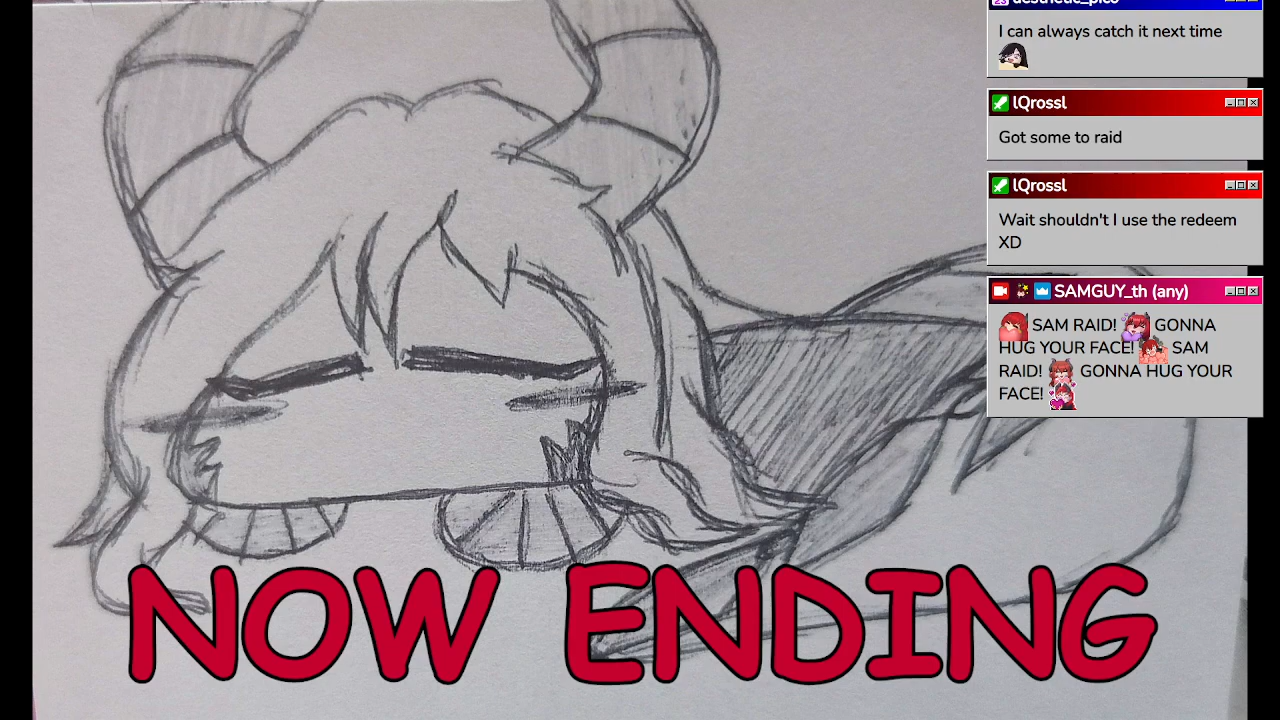 aesthetic_pico
I can always catch it next time
lQrossl
Got some to raid
lQrossl
Wait shouldn't I use the redeem
XD
SAMGUY_th (any)
SAM RAID! GONNA
HUG YOUR FACE! SAM
RAID! GONNA HUG YOUR
FACE!
NOW ENDING